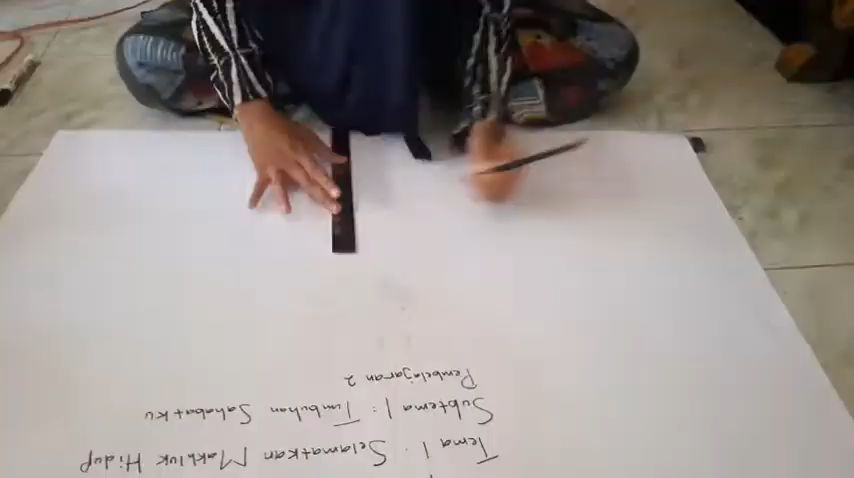 Tema 1 : Selamatkan Makhluk Hidup
Subtema 1 : Tumbuhan Sahabatku
Pembelajaran 2